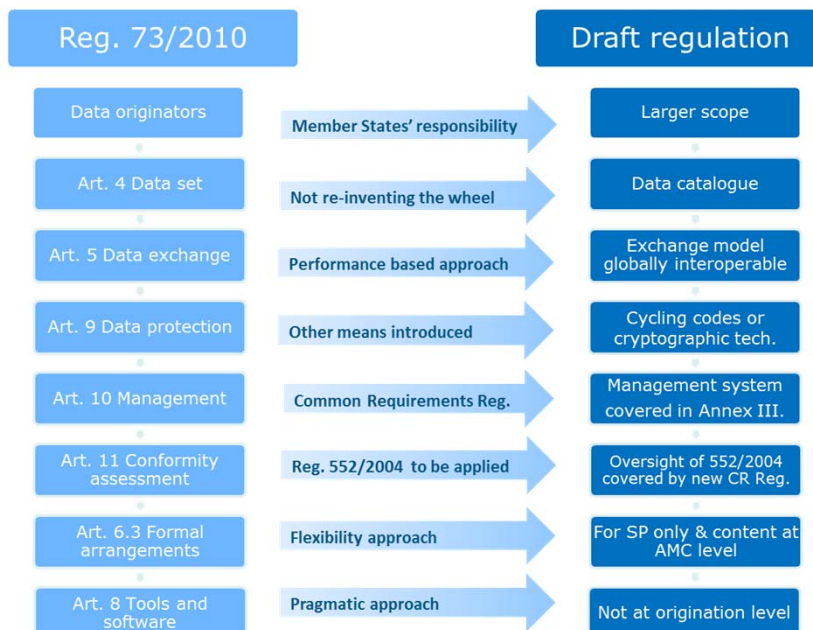 Reg. 73/2010
Draft regulation
Data originators
Member States' responsibility
Larger scope
Art. 4 Data set
Not re-inventing the wheel
Data catalogue
Art. 5 Data exchange
Performance based approach
Exchange model
globally interoperable
Art. 9 Data protection
Other means introduced
Cycling codes or
cryptographic tech.
Art. 10 Management
Common Requirements Reg.
Management system
covered in Annex III.
Art. 11 Conformity
assessment
Reg. 552/2004 to be applied
Oversight of 552/2004
covered by new CR Reg.
Art. 6.3 Formal
arrangements
Flexibility approach
For SP only & content at
AMC level
Art. 8 Tools and
software
Pragmatic approach
Not at origination level